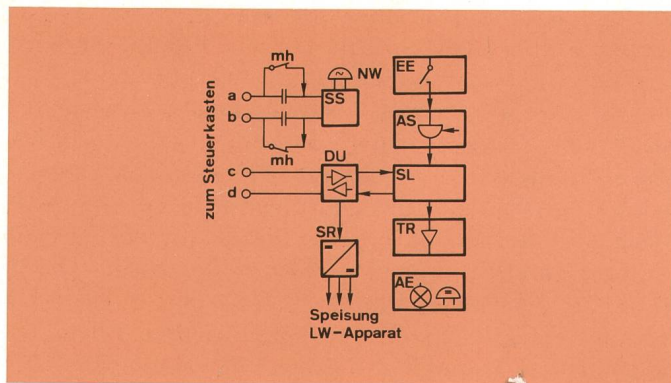 mh
NW
EE
a
SS
b
AS
mh
DU
c
SL
d
zum Steuerkasten
SR
TR
AE
Speisung
LW-Apparat